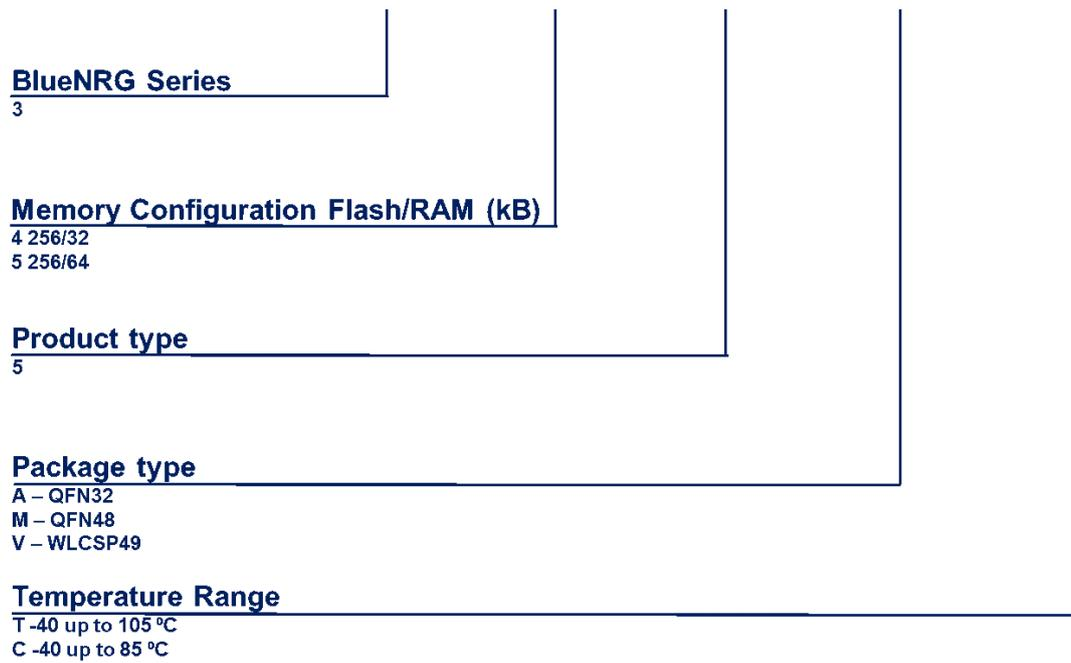 BlueNRG Series
3
Memory Configuration Flash/RAM (kB)
4 256/32
5 256/64
Product type
5
Package type
A – QFN32
M – QFN48
V – WLCSP49
Temperature Range
T -40 up to 105 ºC
C -40 up to 85 ºC